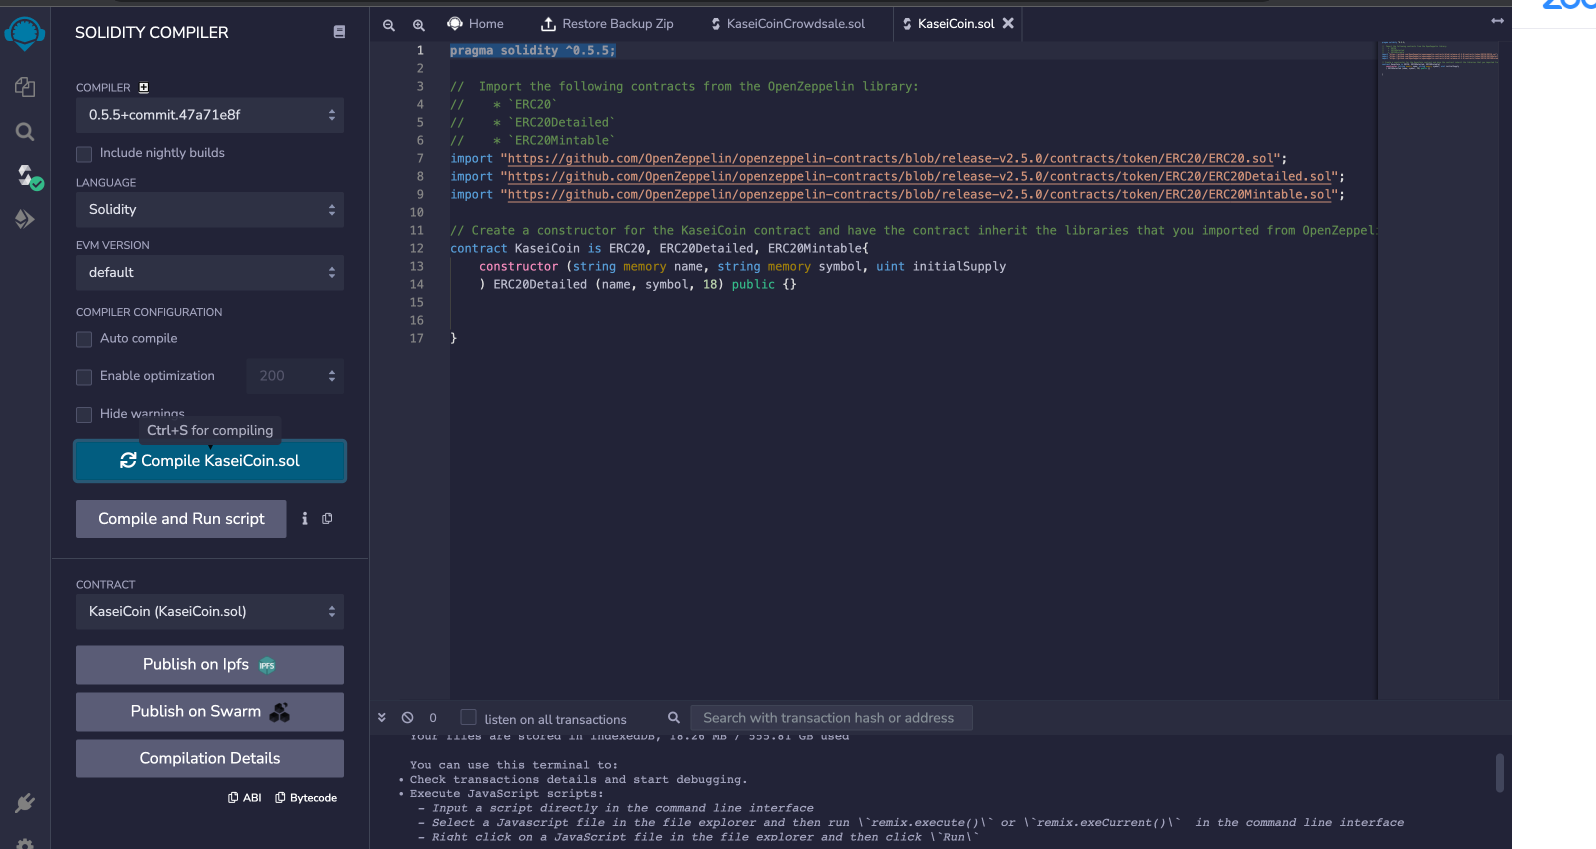 SOLIDITY COMPILER
COMPILER
0.5.5+commit.47a71e8f
Include nightly builds
LANGUAGE
Solidity
EVM VERSION
default
COMPILER CONFIGURATION
Auto compile
Enable optimization 200
Hide warnings
Ctrl+S for compiling
Compile KaseiCoin.sol
Compile and Run script
CONTRACT
KaseiCoin (KaseiCoin.sol)
Publish on Ipfs IPFS
Publish on Swarm
Compilation Details
ABI Bytecode
Home Restore Backup Zip KaseiCoinCrowdsale.sol KaseiCoin.sol
1 pragma solidity ^0.5.5;
2
3 //  Import the following contracts from the OpenZeppelin library:
4 //    * `ERC20`
5 //    * `ERC20Detailed`
6 //    * `ERC20Mintable`
7 import "https://github.com/OpenZeppelin/openzeppelin-contracts/blob/release-v2.5.0/contracts/token/ERC20/ERC20.sol";
8 import "https://github.com/OpenZeppelin/openzeppelin-contracts/blob/release-v2.5.0/contracts/token/ERC20/ERC20Detailed.sol";
9 import "https://github.com/OpenZeppelin/openzeppelin-contracts/blob/release-v2.5.0/contracts/token/ERC20/ERC20Mintable.sol";
10
11 // Create a constructor for the KaseiCoin contract and have the contract inherit the libraries that you imported from OpenZeppeli
12 contract KaseiCoin is ERC20, ERC20Detailed, ERC20Mintable{
13     constructor (string memory name, string memory symbol, uint initialSupply
14     ) ERC20Detailed (name, symbol, 18) public {}
15
16
17 }
0 listen on all transactions Search with transaction hash or address
Your files are stored in indexedDB, 18.26 MB / 555.81 GB used
You can use this terminal to:
• Check transactions details and start debugging.
• Execute JavaScript scripts:
– Input a script directly in the command line interface
– Select a Javascript file in the file explorer and then run \`remix.execute()\` or \`remix.exeCurrent()\`  in the command line interface
– Right click on a JavaScript file in the file explorer and then click \`Run\`